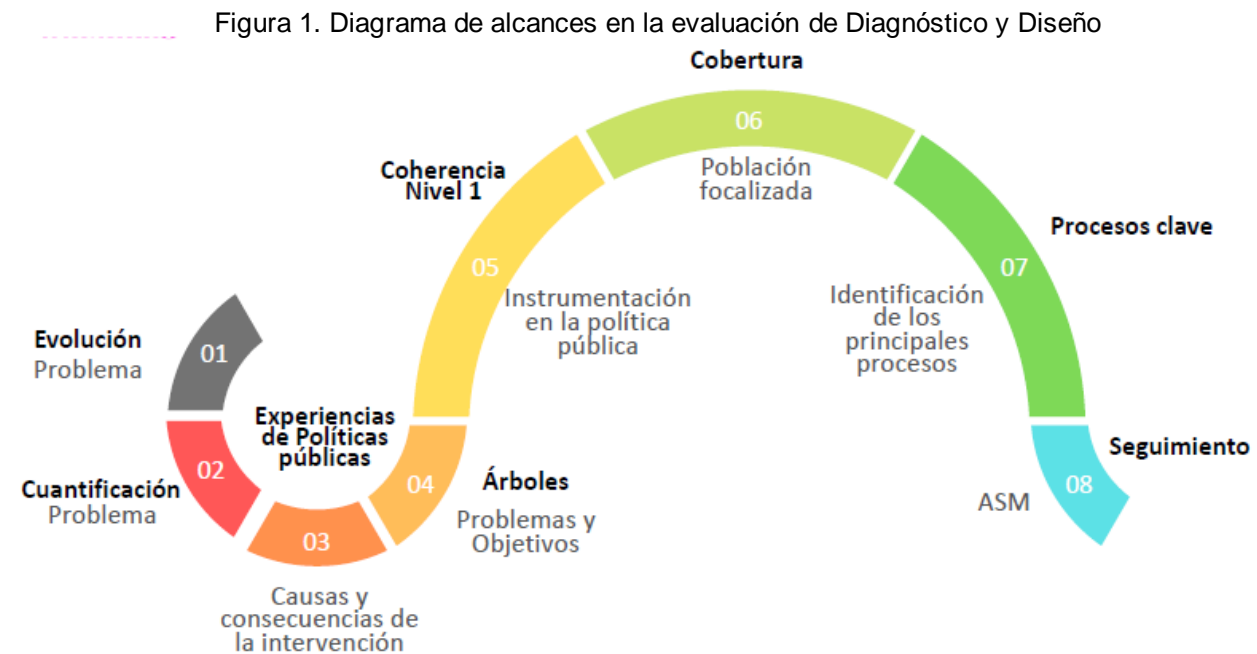 Figura 1. Diagrama de alcances en la evaluación de Diagnóstico y Diseño
01
Evolución
Problema
02
Cuantificación
Problema
03
Experiencias
de Políticas
públicas
Causas y
consecuencias de
la intervención
04
Árboles
Problemas y
Objetivos
05
Coherencia
Nivel 1
Instrumentación
en la política
pública
06
Cobertura
Población
focalizada
07
Procesos clave
Identificación
de los
principales
procesos
08
Seguimiento
ASM